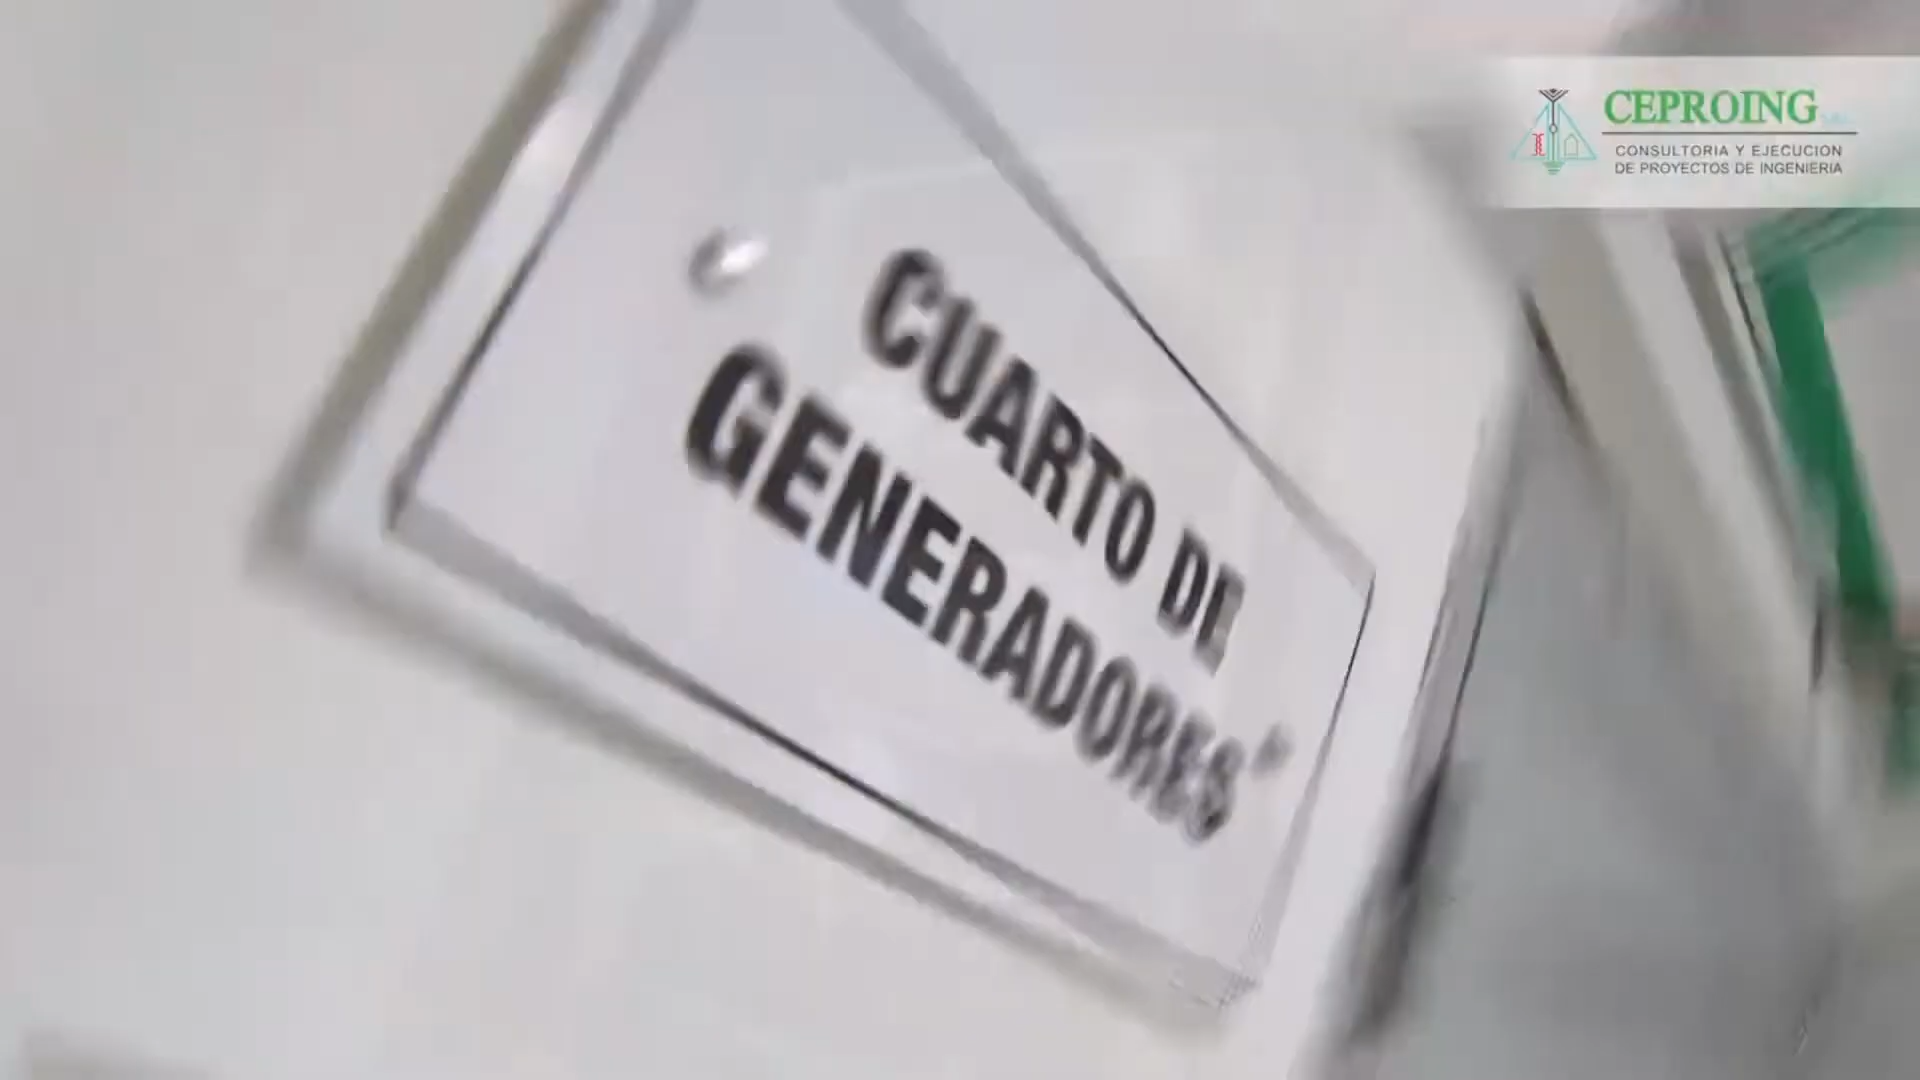 CEPROING
CONSULTORIA Y EJECUCION
DE PROYECTOS DE INGENIERIA
CUARTO DE
GENERADORES